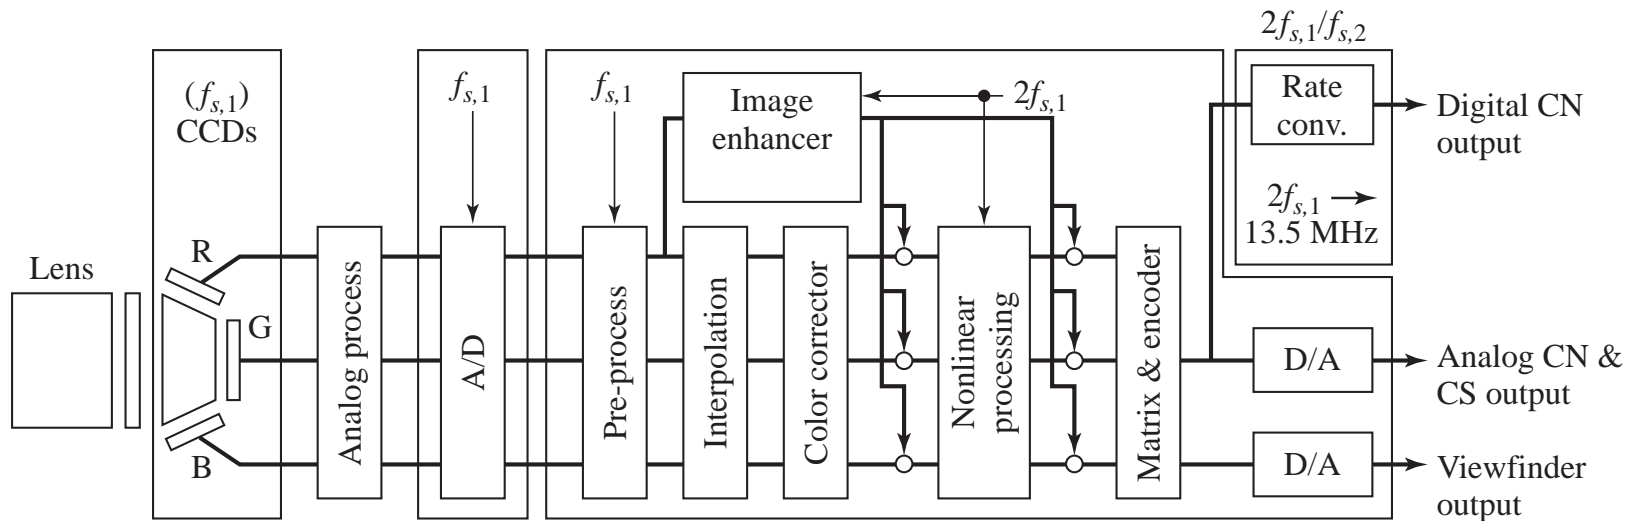 2f_{s,1}/f_{s,2}
(f_{s,1})
CCDs
f_{s,1}
f_{s,1}
Image
enhancer
2f_{s,1}
Rate
conv.
Digital CN
output
2f_{s,1} →
13.5 MHz
Lens
R
G
B
Analog process
A/D
Pre-process
Interpolation
Color corrector
Nonlinear
processing
Matrix & encoder
D/A
Analog CN &
CS output
D/A
Viewfinder
output